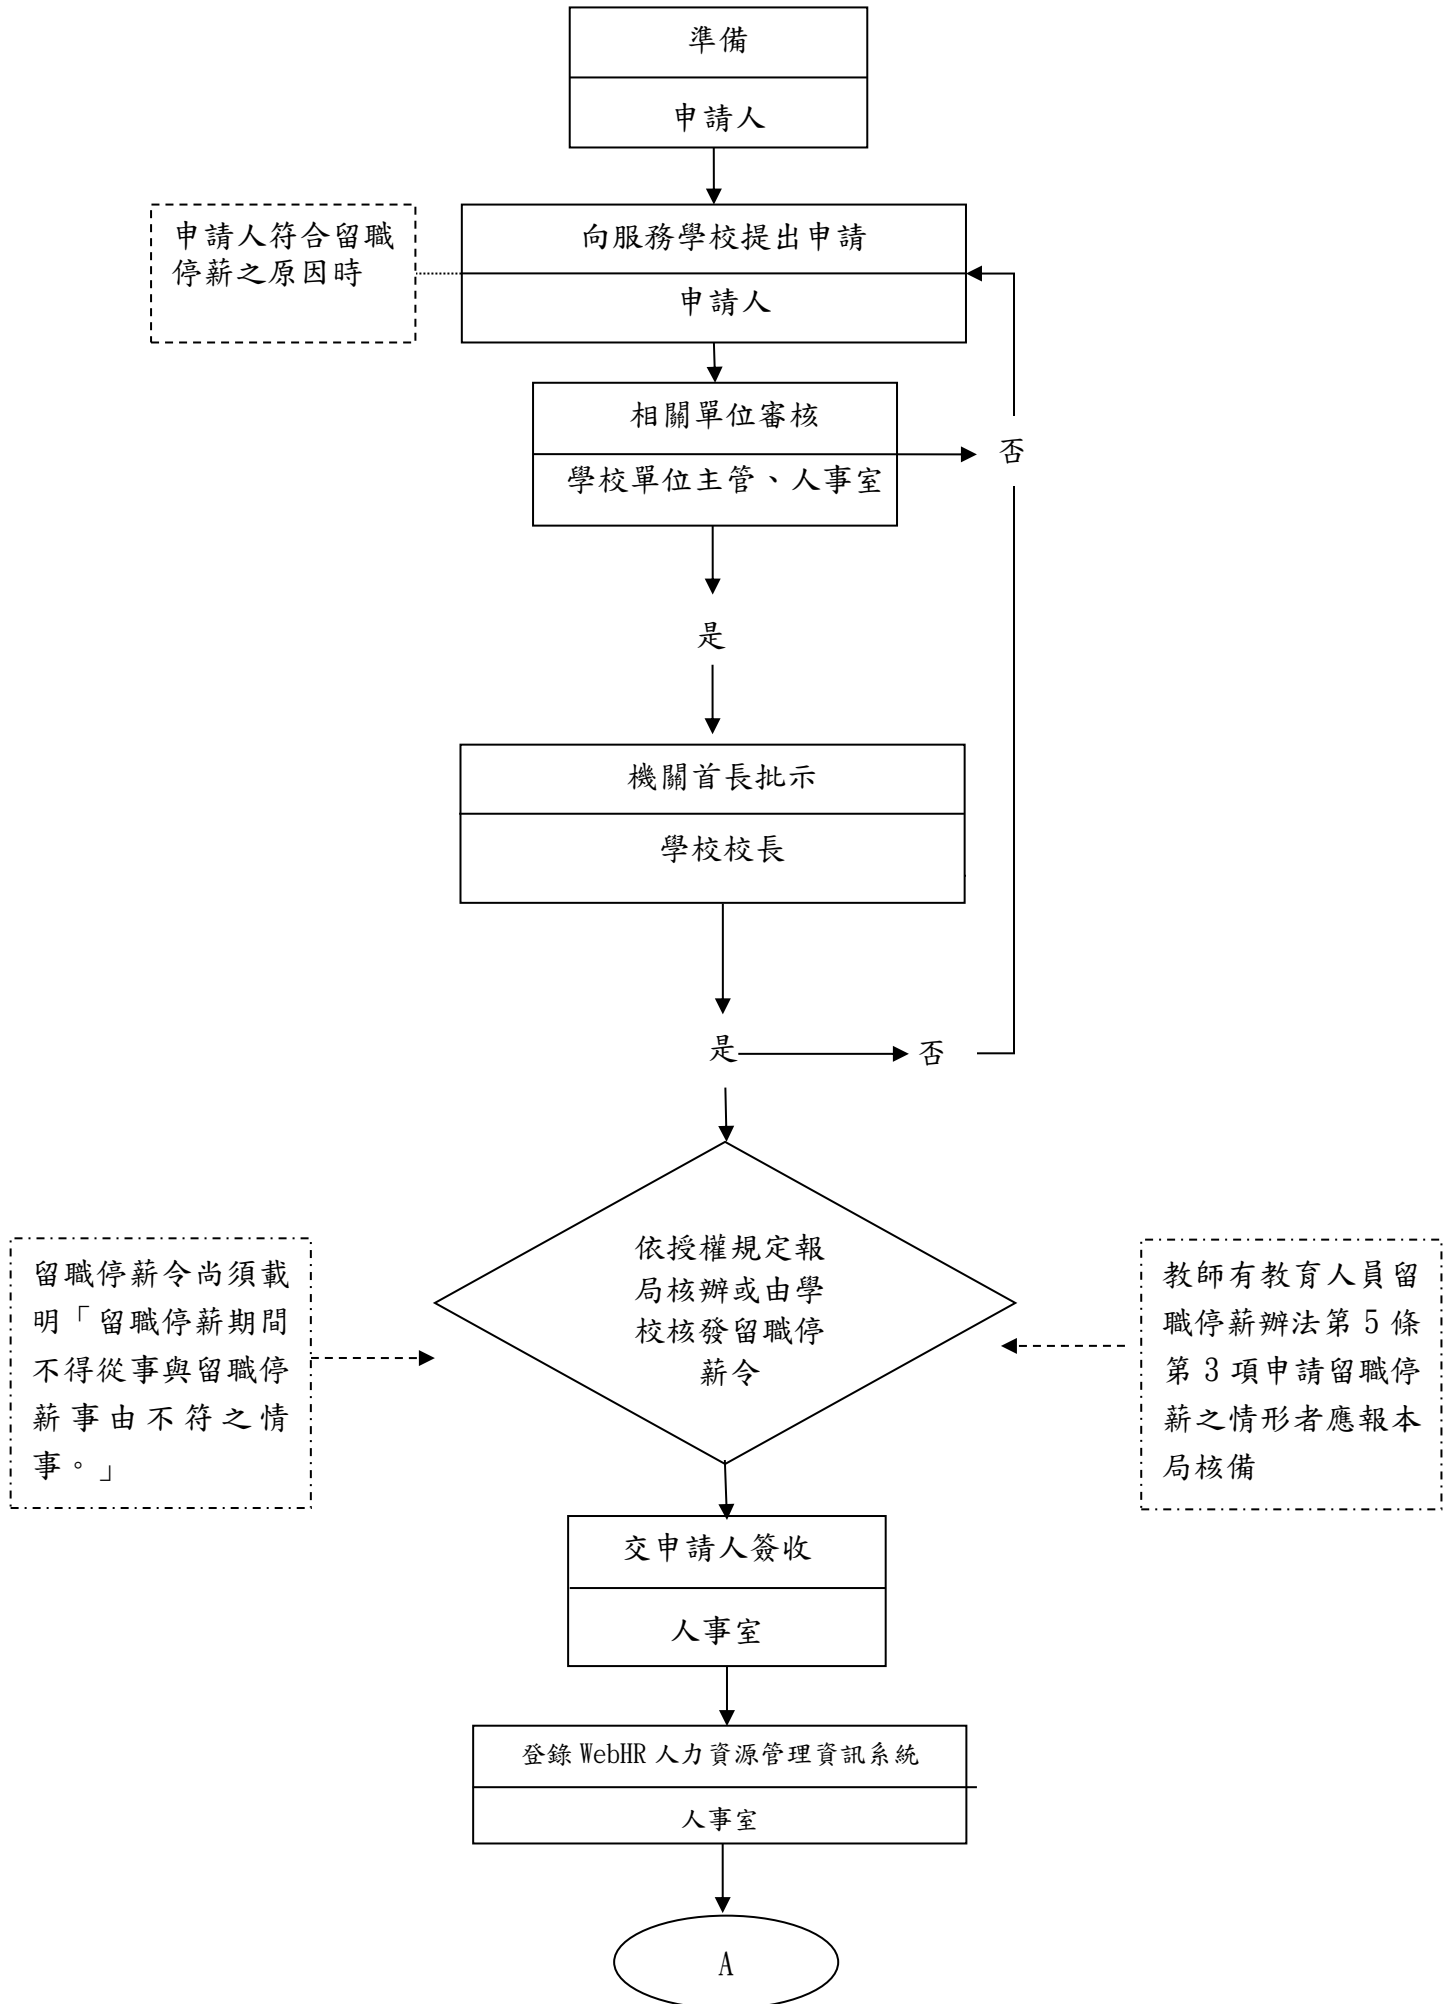 準備
申請人
申請人符合留職
停薪之原因時
向服務學校提出申請
申請人
相關單位審核
學校單位主管、人事室
否
是
機關首長批示
學校校長
是
否
依授權規定報
局核辦或由學
校核發留職停
薪令
留職停薪令尚須載
明「留職停薪期間
不得從事與留職停
薪事由不符之情
事。」
教師有教育人員留
職停薪辦法第 5 條
第 3 項申請留職停
薪之情形者應報本
局核備
交申請人簽收
人事室
登錄 WebHR 人力資源管理資訊系統
人事室
A